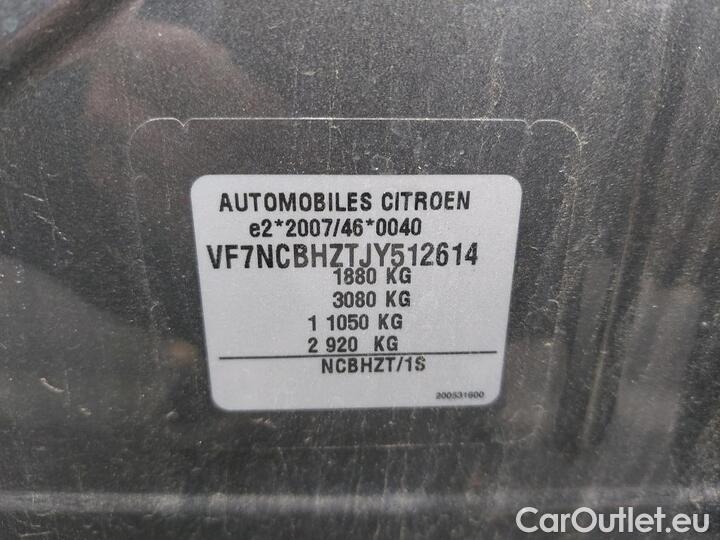 AUTOMOBILES CITROEN
e2*2007/46*0040
VF7NCBHZTJY512614
1880 KG
3080 KG
1 1050 KG
2 920 KG
NCBHZT/1S
200531600
CarOutlet.eu